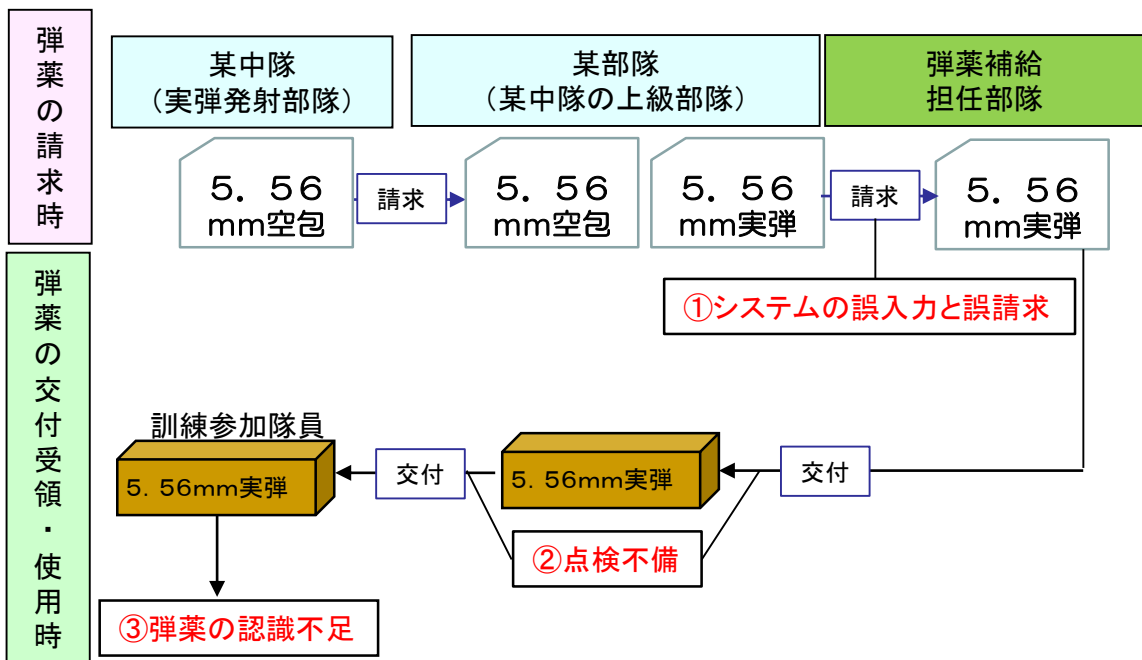 弾薬の請求時
某中隊
（実弾発射部隊）
某部隊
（某中隊の上級部隊）
弾薬補給
担任部隊
５．５６
ｍｍ空包
請求
５．５６
ｍｍ空包
５．５６
ｍｍ実弾
請求
５．５６
ｍｍ実弾
①システムの誤入力と誤請求
弾薬の交付受領・使用時
訓練参加隊員
５．５６ｍｍ実弾
交付
５．５６ｍｍ実弾
交付
②点検不備
③弾薬の認識不足